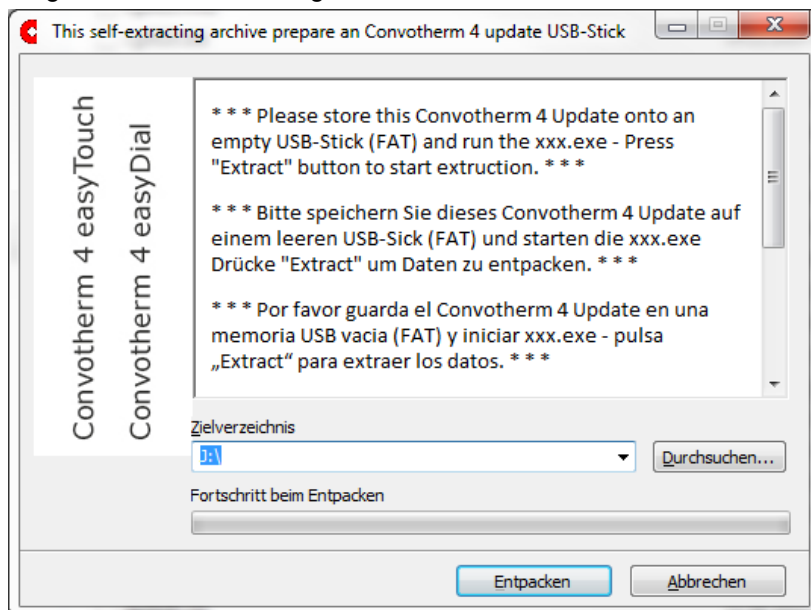 This self-extracting archive prepare an Convotherm 4 update USB-Stick
Convotherm 4 easyTouch
Convotherm 4 easyDial
* * * Please store this Convotherm 4 Update onto an
empty USB-Stick (FAT) and run the xxx.exe - Press
"Extract" button to start extruction. * * *
* * * Bitte speichern Sie dieses Convotherm 4 Update auf
einem leeren USB-Sick (FAT) und starten die xxx.exe
Drücke "Extract" um Daten zu entpacken. * * *
* * * Por favor guarda el Convotherm 4 Update en una
memoria USB vacia (FAT) y iniciar xxx.exe - pulsa
„Extract“ para extraer los datos. * * *
Zielverzeichnis
J:\
Durchsuchen...
Fortschritt beim Entpacken
Entpacken
Abbrechen